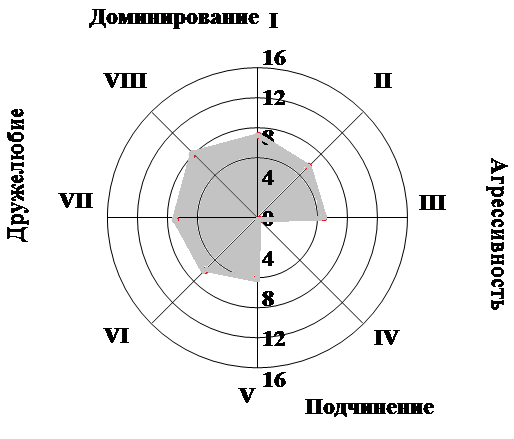 Доминирование I
16
VIII
II
12
8
Дружелюбие
4
VII
0
III
Агрессивность
4
8
VI
12
IV
16
V
Подчинение